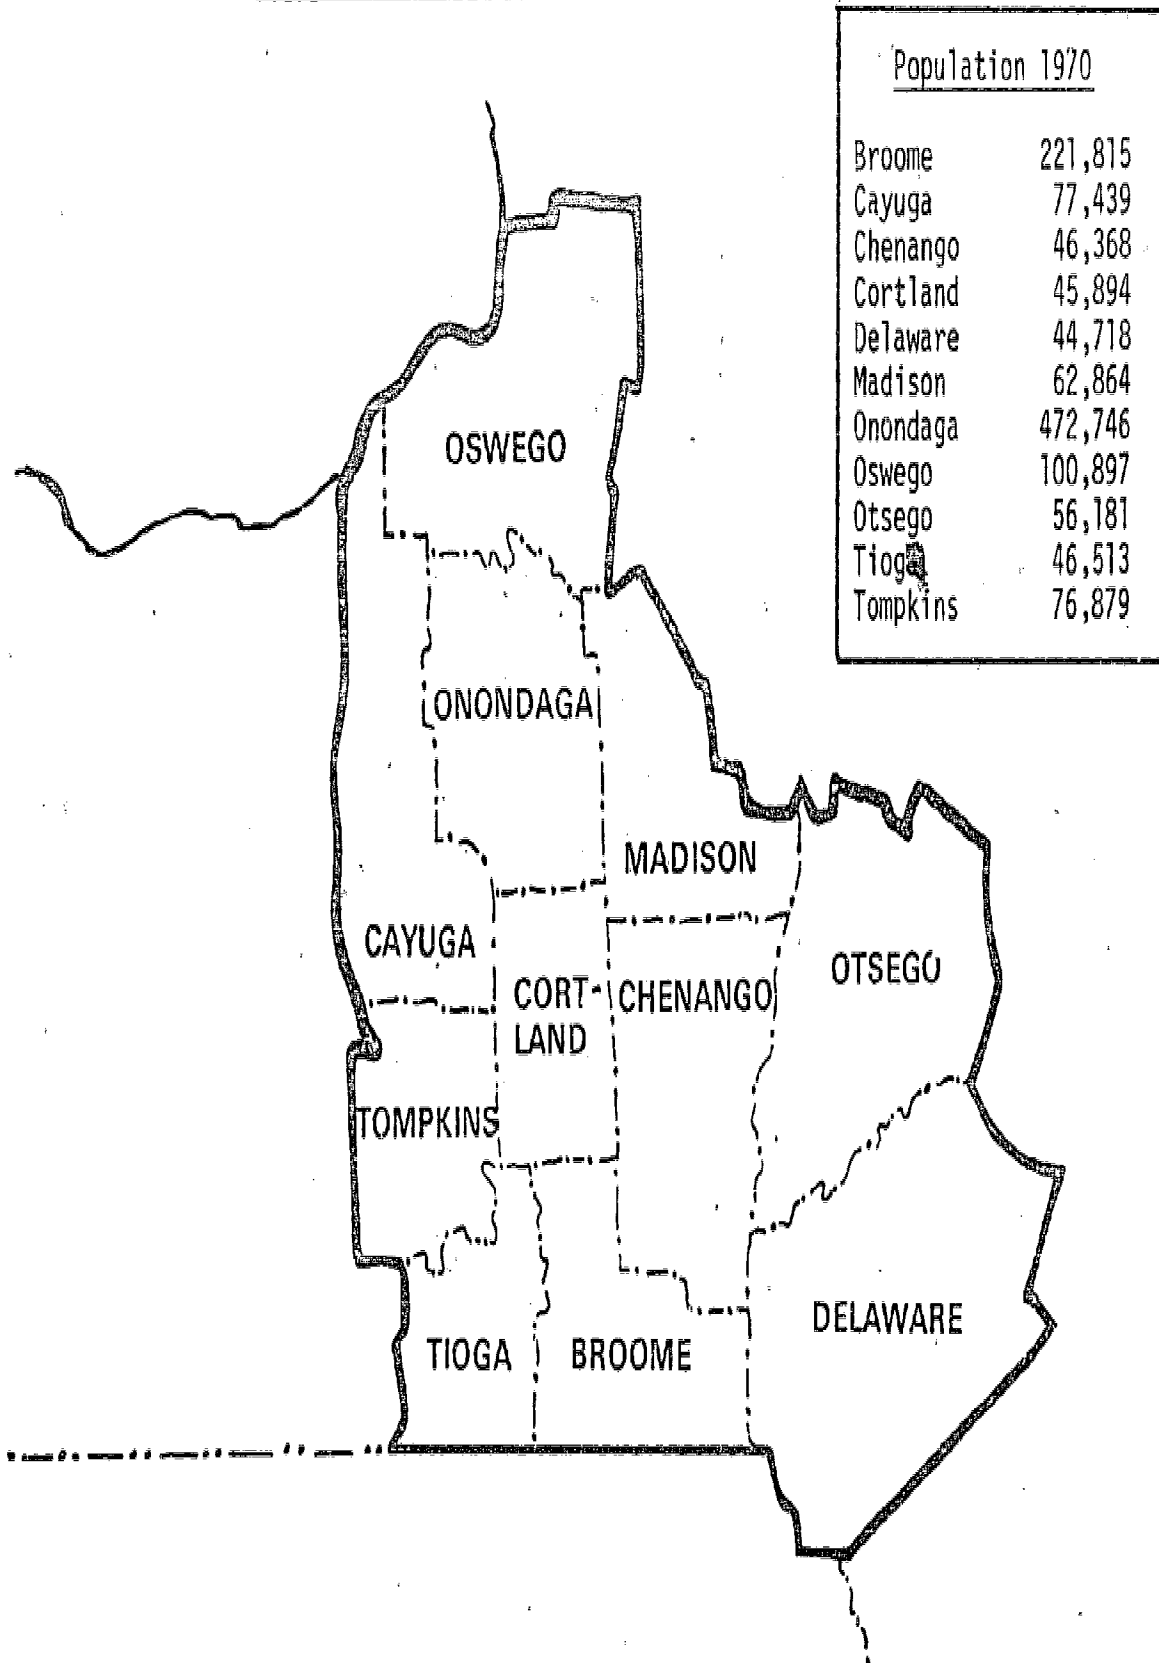 Population 1970
Broome 221,815
Cayuga 77,439
Chenango 46,368
Cortland 45,894
Delaware 44,718
Madison 62,864
Onondaga 472,746
Oswego 100,897
Otsego 56,181
Tioga 46,513
Tompkins 76,879
OSWEGO
ONONDAGA
MADISON
CAYUGA
OTSEGO
CORT-
LAND
CHENANGO
TOMPKINS
DELAWARE
TIOGA
BROOME